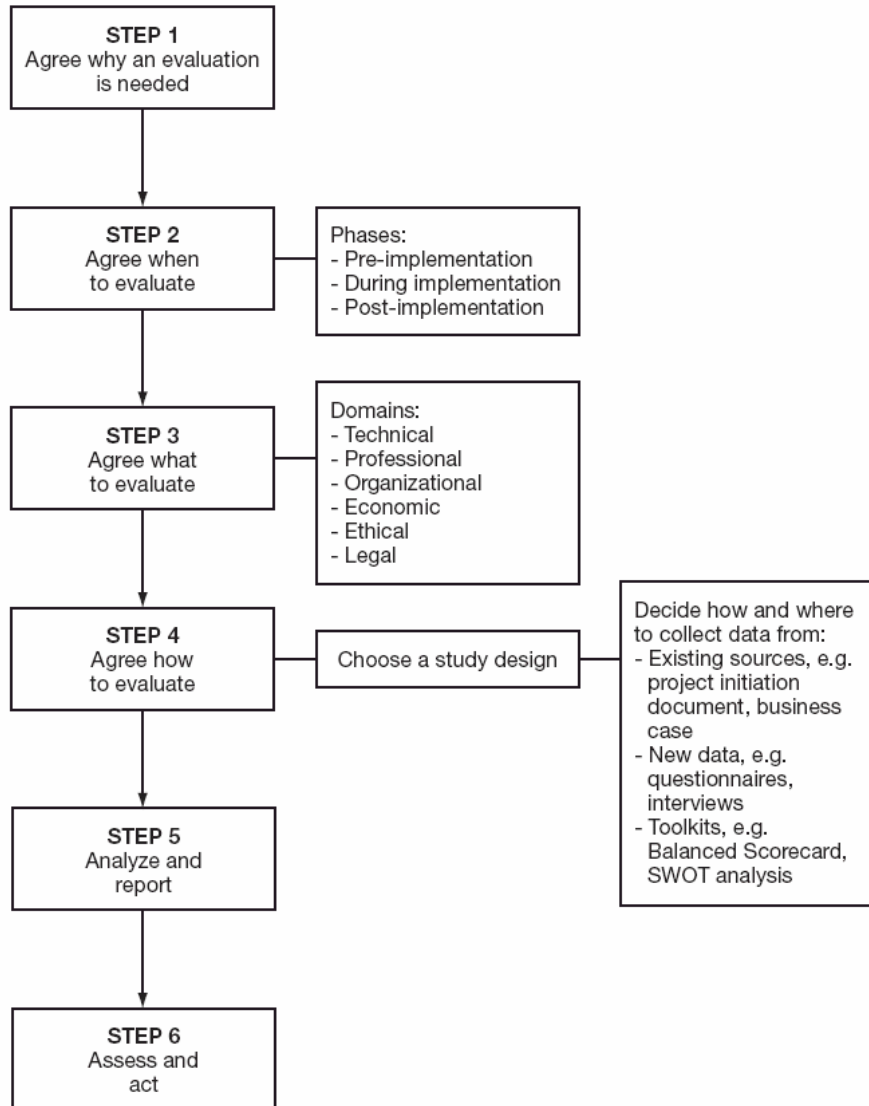 STEP 1
Agree why an evaluation
is needed
STEP 2
Agree when
to evaluate
Phases:
- Pre-implementation
- During implementation
- Post-implementation
STEP 3
Agree what
to evaluate
Domains:
- Technical
- Professional
- Organizational
- Economic
- Ethical
- Legal
STEP 4
Agree how
to evaluate
Choose a study design
Decide how and where
to collect data from:
- Existing sources, e.g.
project initiation
document, business
case
- New data, e.g.
questionnaires,
interviews
- Toolkits, e.g.
Balanced Scorecard,
SWOT analysis
STEP 5
Analyze and
report
STEP 6
Assess and
act